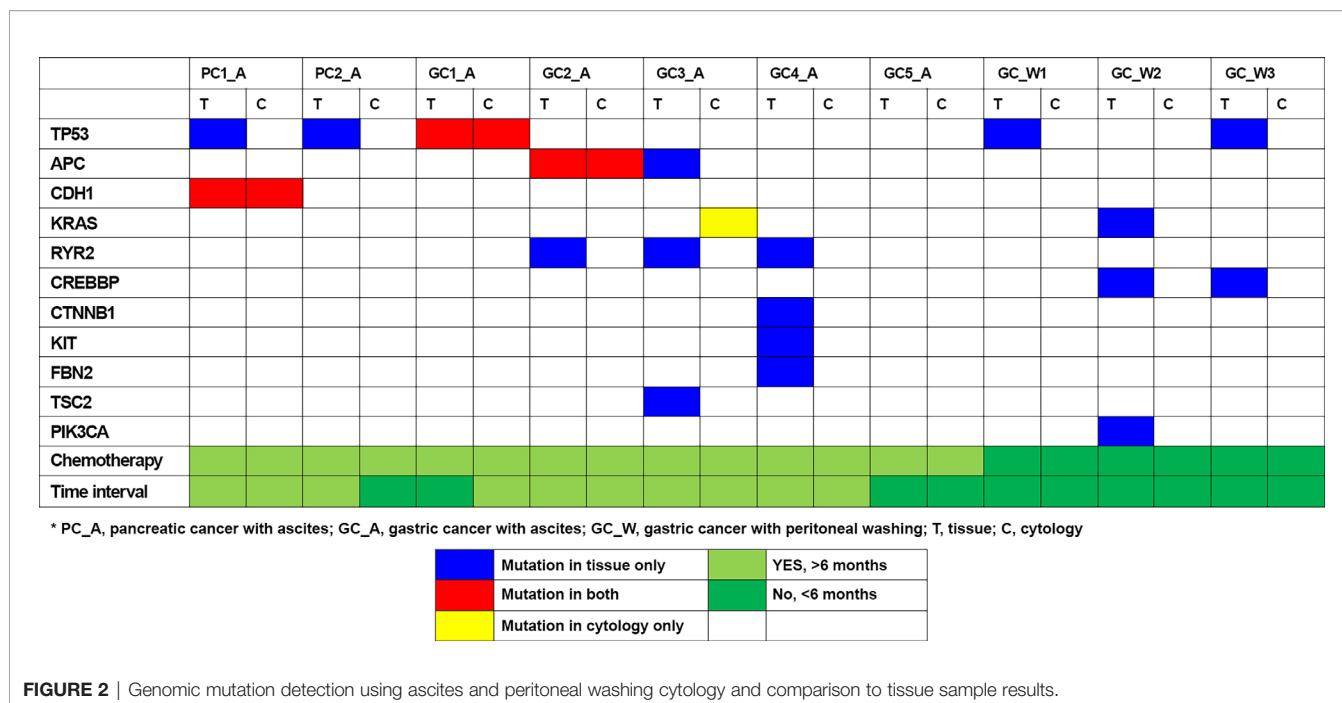 PC1_A PC2_A GC1_A GC2_A GC3_A GC4_A GC5_A GC_W1 GC_W2 GC_W3
T C T C T C T C T C T C T C T C T C T C
TP53
APC
CDH1
KRAS
RYR2
CREBBP
CTNNB1
KIT
FBN2
TSC2
PIK3CA
Chemotherapy
Time interval
* PC_A, pancreatic cancer with ascites; GC_A, gastric cancer with ascites; GC_W, gastric cancer with peritoneal washing; T, tissue; C, cytology
Mutation in tissue only YES, >6 months
Mutation in both No, <6 months
Mutation in cytology only
FIGURE 2 | Genomic mutation detection using ascites and peritoneal washing cytology and comparison to tissue sample results.